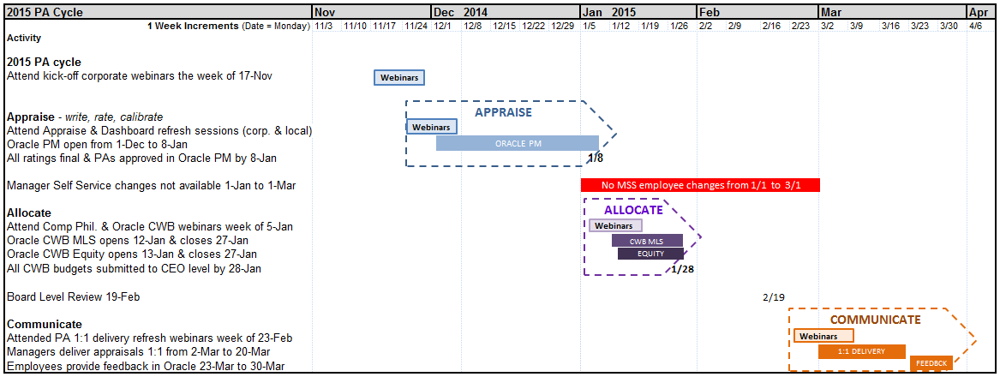 2015 PA Cycle Nov Dec 2014 Jan 2015 Feb Mar Apr
1 Week Increments (Date = Monday) 11/3 11/10 11/17 11/24 12/1 12/8 12/15 12/22 12/29 1/5 1/12 1/19 1/26 2/2 2/9 2/16 2/23 3/2 3/9 3/16 3/23 3/30 4/6
Activity
2015 PA cycle
Attend kick-off corporate webinars the week of 17-Nov Webinars
APPRAISE
Appraise - write, rate, calibrate
Attend Appraise & Dashboard refresh sessions (corp. & local) Webinars
Oracle PM open from 1-Dec to 8-Jan ORACLE PM
All ratings final & PAs approved in Oracle PM by 8-Jan 1/8
Manager Self Service changes not available 1-Jan to 1-Mar No MSS employee changes from 1/1 to 3/1
Allocate ALLOCATE
Attend Comp Phil. & Oracle CWB webinars week of 5-Jan Webinars
Oracle CWB MLS opens 12-Jan & closes 27-Jan CWB MLS
Oracle CWB Equity opens 13-Jan & closes 27-Jan EQUITY
All CWB budgets submitted to CEO level by 28-Jan 1/28
Board Level Review 19-Feb 2/19
Communicate COMMUNICATE
Attended PA 1:1 delivery refresh webinars week of 23-Feb Webinars
Managers deliver appraisals 1:1 from 2-Mar to 20-Mar 1:1 DELIVERY
Employees provide feedback in Oracle 23-Mar to 30-Mar FEEDBCK